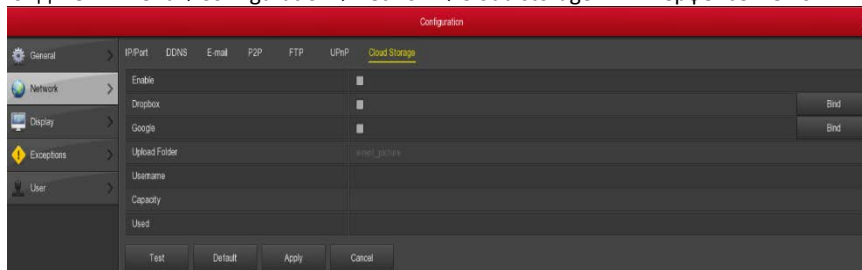 Configuration
General
Network
Display
Exceptions
User
IP/Port DDNS E-mail P2P FTP UPnP Cloud Storage
Enable
Dropbox Bind
Google Bind
Upload Folder event_picture
Username
Capacity
Used
Test Default Apply Cancel